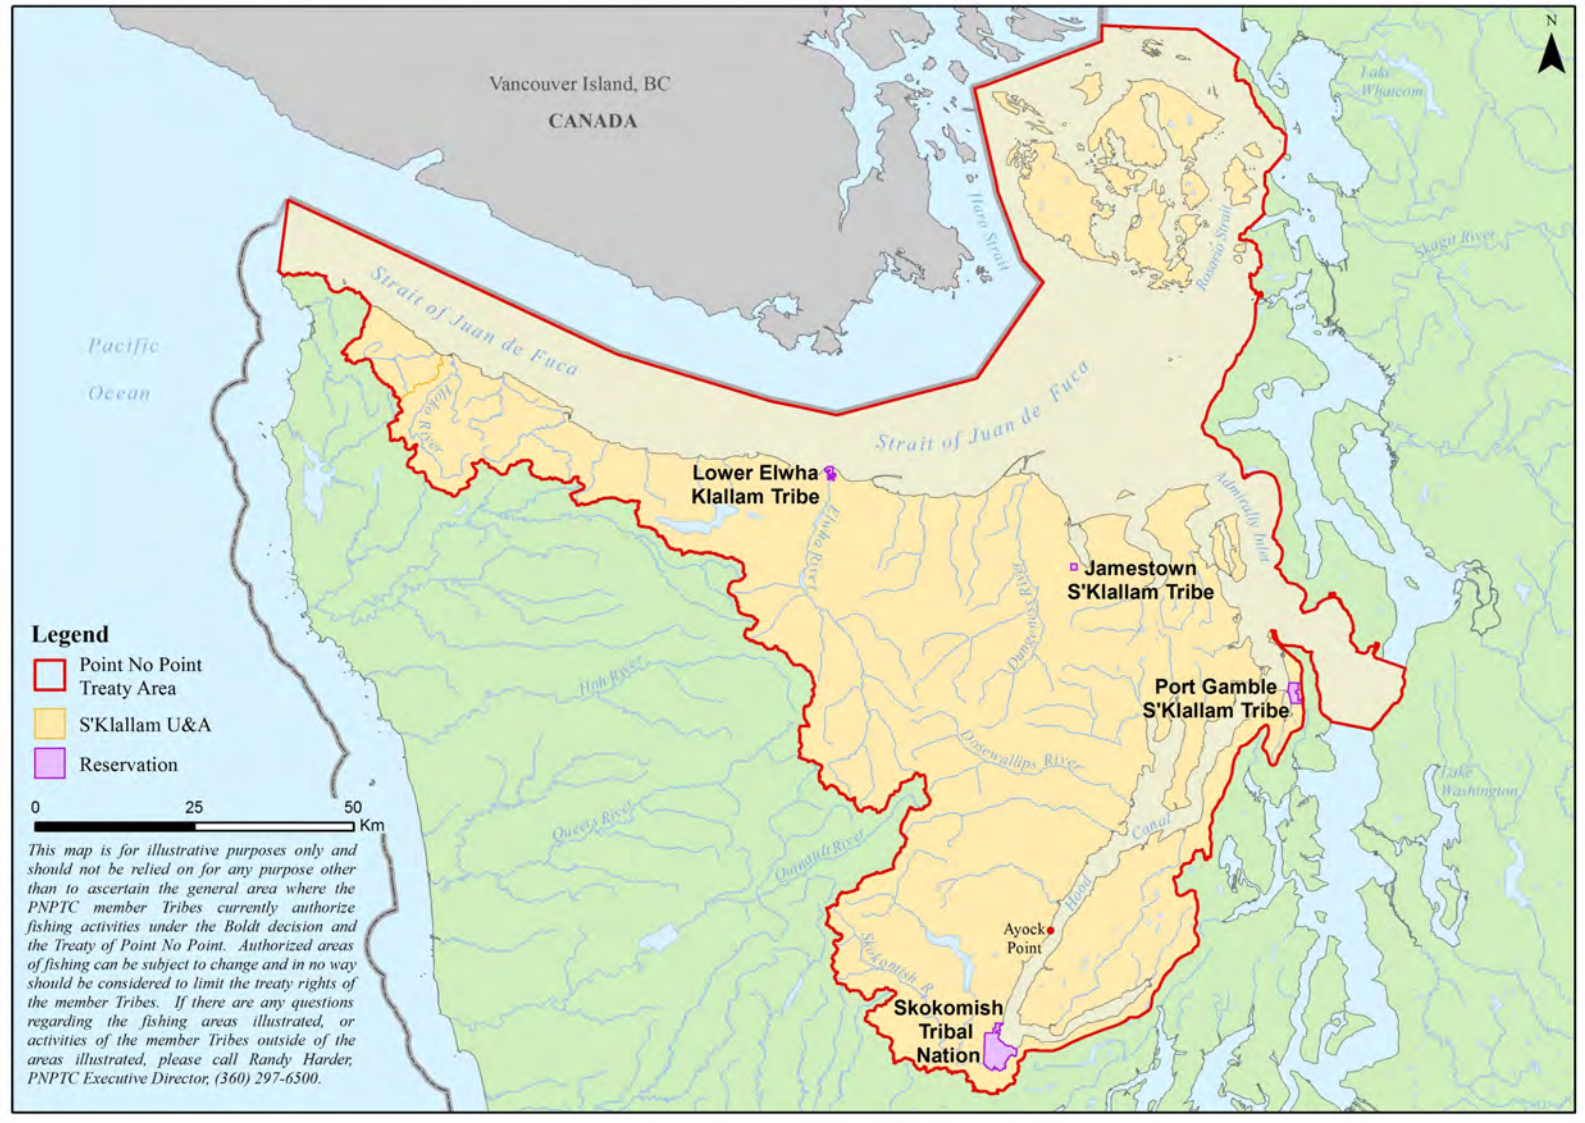 N
Vancouver Island, BC
CANADA
Lake
Whatcom
Haro Strait
Rosario Strait
Skagit River
Strait of Juan de Fuca
Pacific
Ocean
Hoko River
Strait of Juan de Fuca
Lower Elwha
Klallam Tribe
Elwha River
Admiralty Inlet
Jamestown
S'Klallam Tribe
Dungeness River
Hoh River
Port Gamble
S'Klallam Tribe
Dosewallips River
Lake
Washington
Queets River
Quinault River
Hood
Canal
Ayock
Point
Skokomish R.
Skokomish
Tribal
Nation
Legend
Point No Point
Treaty Area
S'Klallam U&A
Reservation
0 25 50
Km
This map is for illustrative purposes only and
should not be relied on for any purpose other
than to ascertain the general area where the
PNPTC member Tribes currently authorize
fishing activities under the Boldt decision and
the Treaty of Point No Point. Authorized areas
of fishing can be subject to change and in no way
should be considered to limit the treaty rights of
the member Tribes. If there are any questions
regarding the fishing areas illustrated, or
activities of the member Tribes outside of the
areas illustrated, please call Randy Harder,
PNPTC Executive Director, (360) 297-6500.